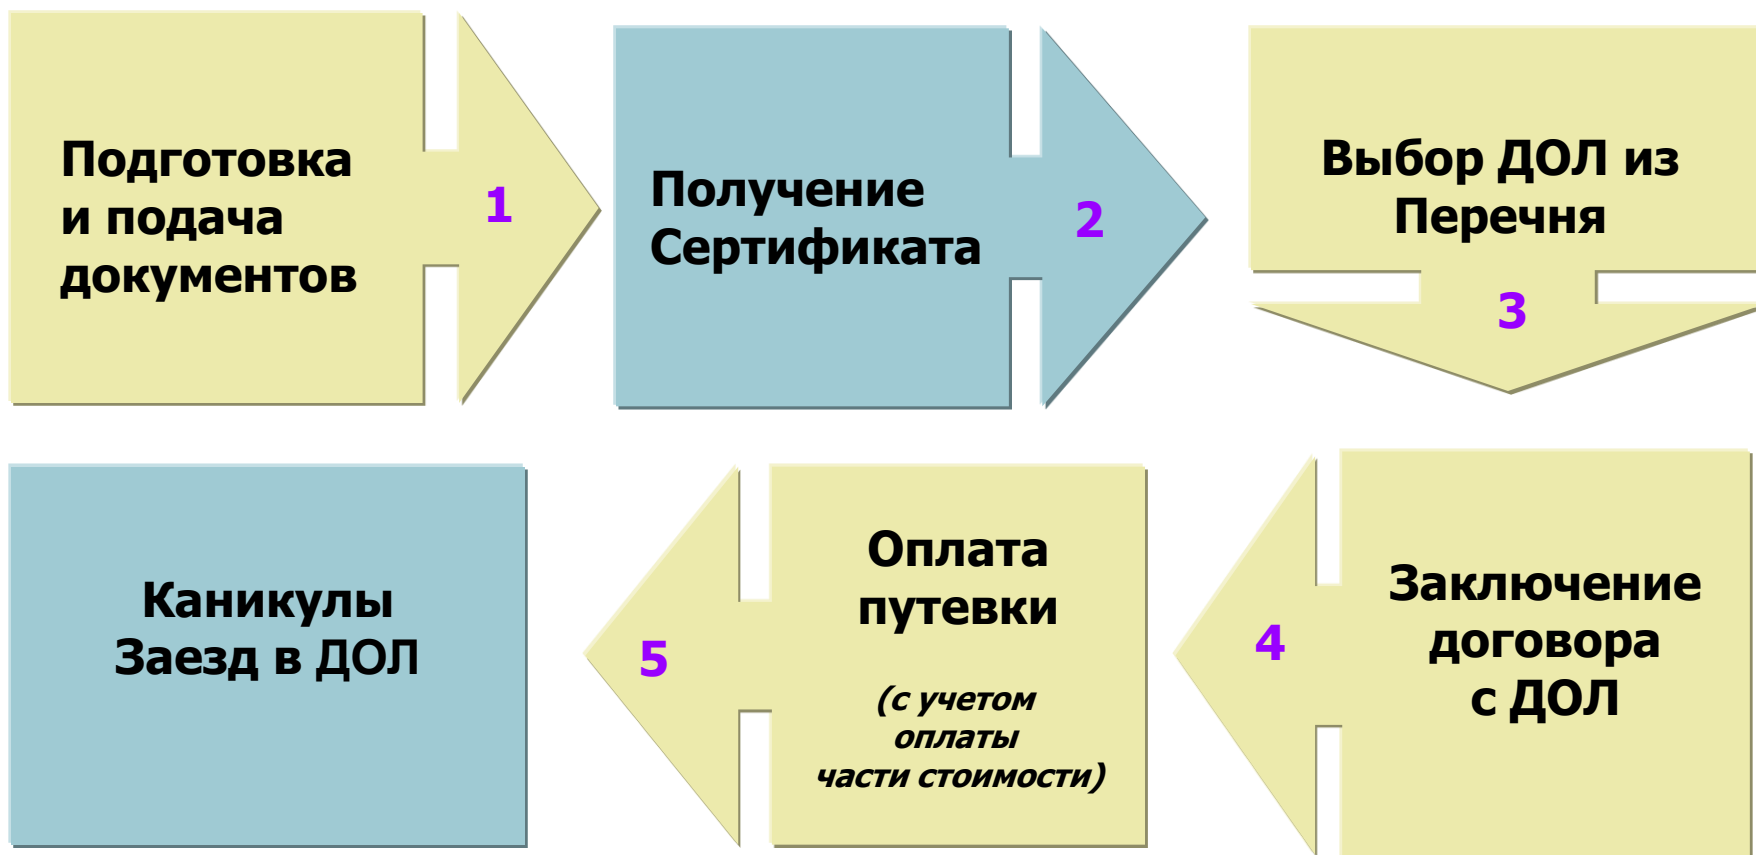 Подготовка
и подача
документов
1
Получение
Сертификата
2
Выбор ДОЛ из
Перечня
3
Заключение
договора
с ДОЛ
4
Оплата
путевки
(с учетом
оплаты
части стоимости)
5
Каникулы
Заезд в ДОЛ